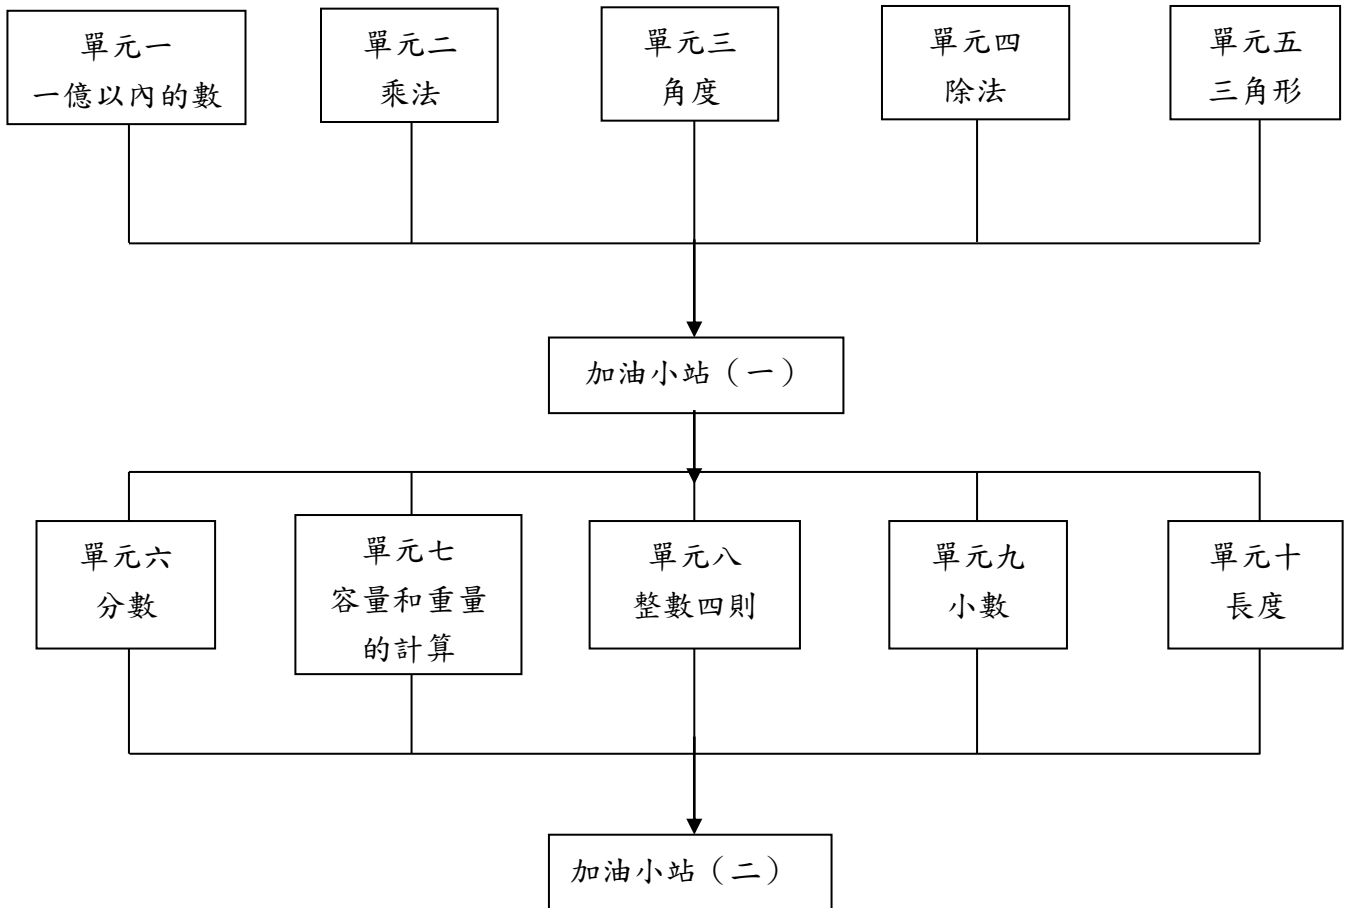 單元一
一億以內的數
單元二
乘法
單元三
角度
單元四
除法
單元五
三角形
加油小站（一）
單元六
分數
單元七
容量和重量
的計算
單元八
整數四則
單元九
小數
單元十
長度
加油小站（二）